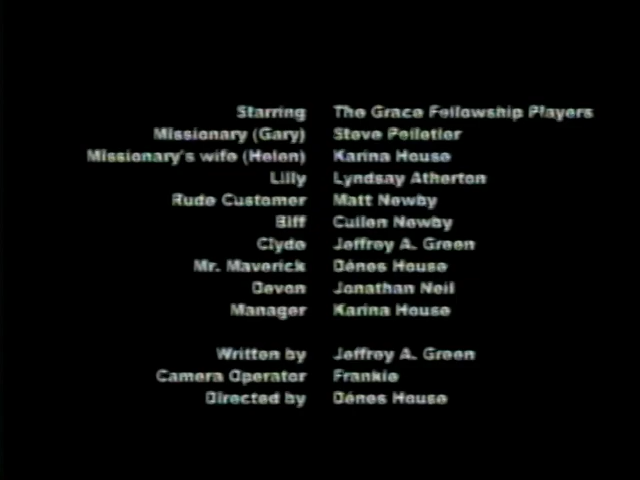 Starring The Grace Fellowship Players
Missionary (Gary) Steve Pelletier
Missionary's wife (Helen) Karina House
Lilly Lyndsay Atherton
Rude Customer Matt Newby
Biff Cullen Newby
Clyde Jeffrey A. Green
Mr. Maverick Dénes House
Devon Jonathan Neil
Manager Karina House
Written by Jeffrey A. Green
Camera Operator Frankie
Directed by Dénes House